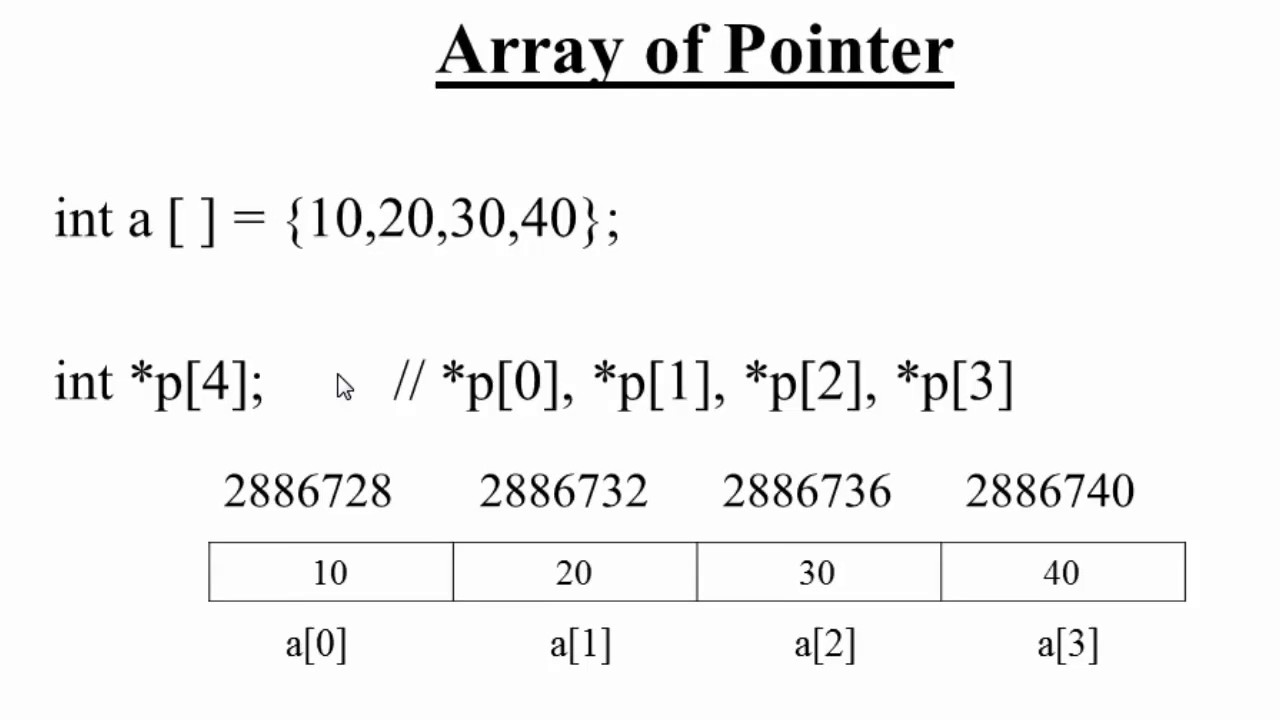 Array of Pointer
int a [ ] = {10,20,30,40};
int *p[4]; // *p[0], *p[1], *p[2], *p[3]
2886728 2886732 2886736 2886740
10 20 30 40
a[0] a[1] a[2] a[3]